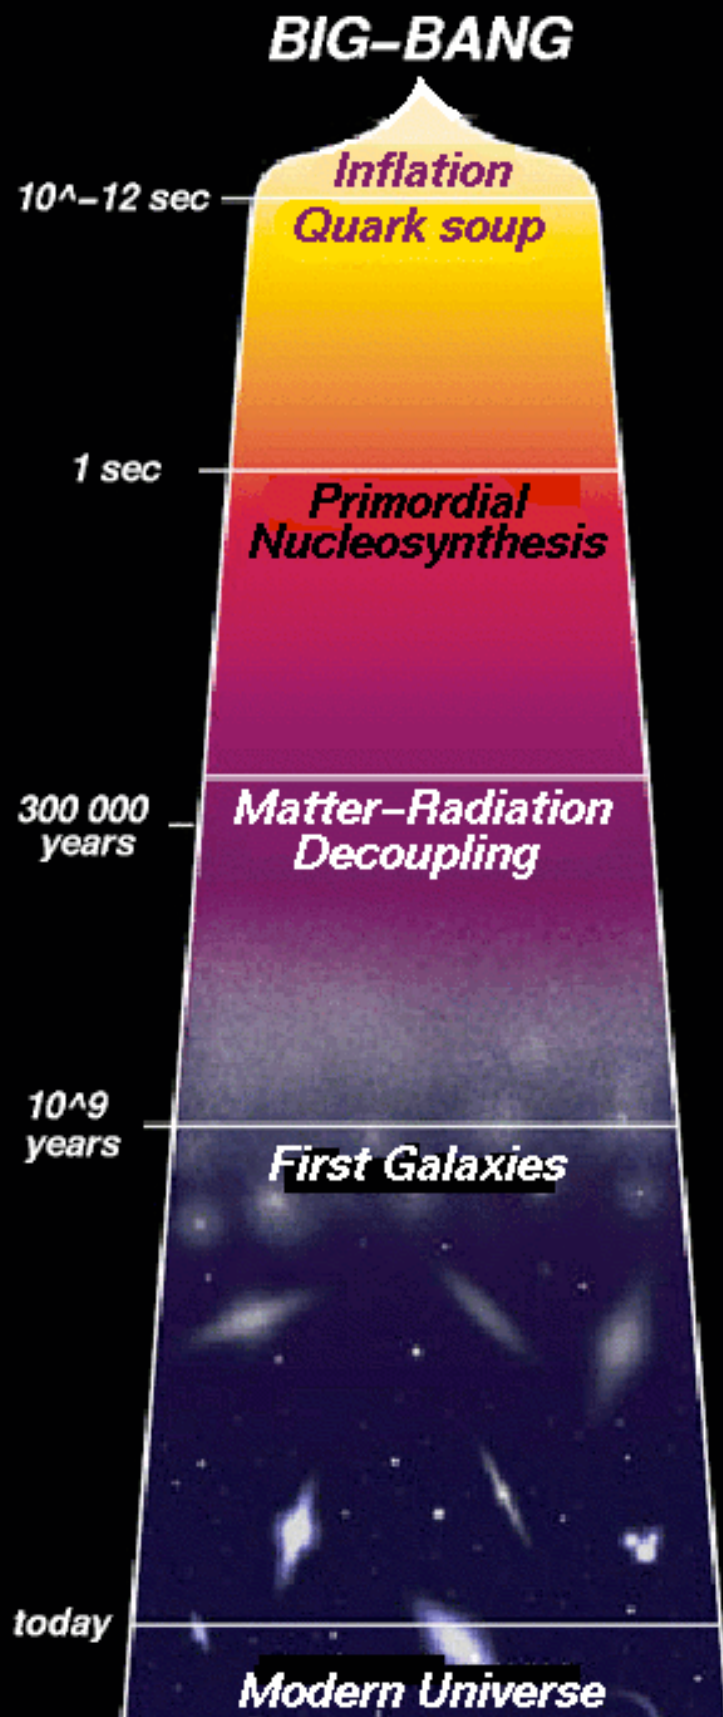 BIG-BANG
Inflation
10^-12 sec
Quark soup
1 sec
Primordial
Nucleosynthesis
300 000
years
Matter-Radiation
Decoupling
10^9
years
First Galaxies
today
Modern Universe